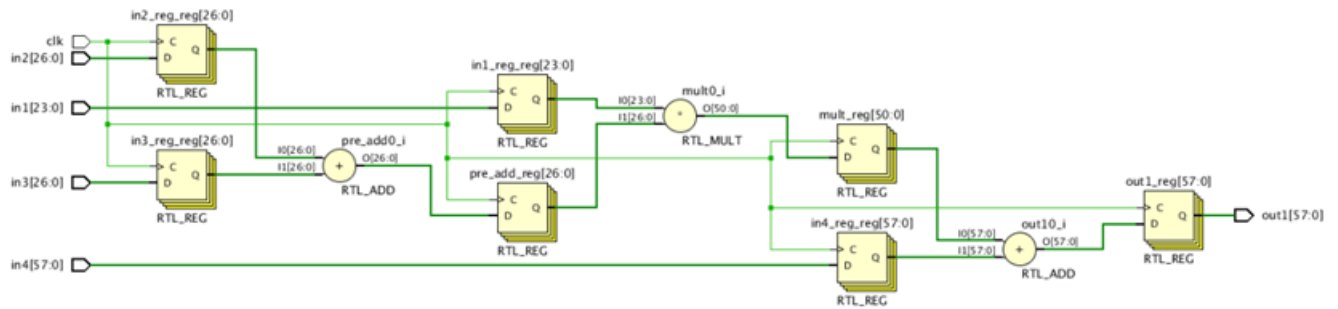 in2_reg_reg[26:0]
clk
in2[26:0]
C
D
Q
RTL_REG
in1[23:0]
in3_reg_reg[26:0]
C
D
Q
RTL_REG
in3[26:0]
in4[57:0]
pre_add0_i
I0[26:0]
I1[26:0]
+
O[26:0]
RTL_ADD
in1_reg_reg[23:0]
C
D
Q
RTL_REG
pre_add_reg[26:0]
C
D
Q
RTL_REG
mult0_i
I0[23:0]
I1[26:0]
*
O[50:0]
RTL_MULT
mult_reg[50:0]
C
D
Q
RTL_REG
in4_reg_reg[57:0]
C
D
Q
RTL_REG
out10_i
I0[57:0]
I1[57:0]
+
O[57:0]
RTL_ADD
out1_reg[57:0]
C
D
Q
RTL_REG
out1[57:0]